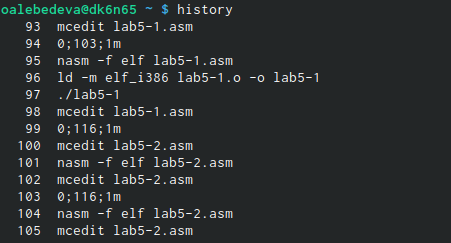 oalebedeva@dk6n65 ~ $ history
93 mcedit lab5-1.asm
94 0;103;1m
95 nasm -f elf lab5-1.asm
96 ld -m elf_i386 lab5-1.o -o lab5-1
97 ./lab5-1
98 mcedit lab5-1.asm
99 0;116;1m
100 mcedit lab5-2.asm
101 nasm -f elf lab5-2.asm
102 mcedit lab5-2.asm
103 0;116;1m
104 nasm -f elf lab5-2.asm
105 mcedit lab5-2.asm